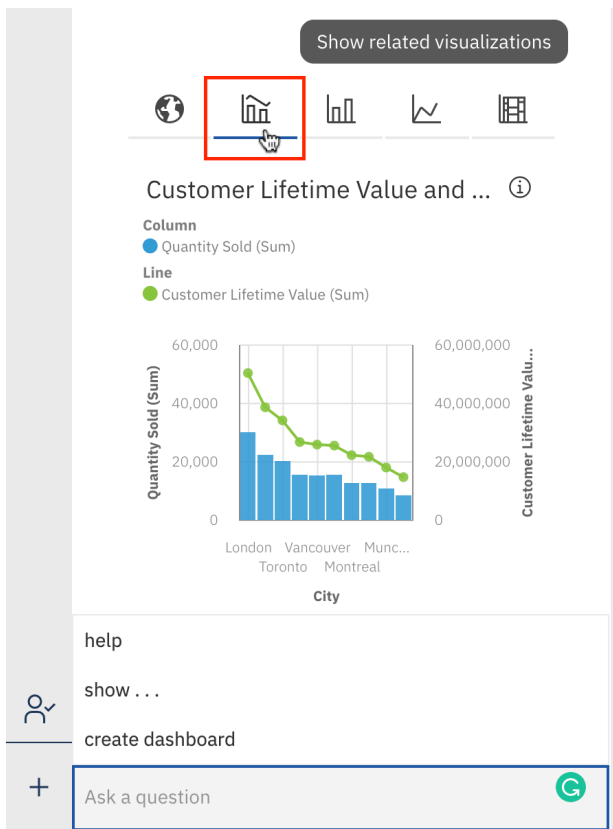 Show related visualizations
Customer Lifetime Value and ...
Column
Quantity Sold (Sum)
Line
Customer Lifetime Value (Sum)
60,000
40,000
20,000
0
Quantity Sold (Sum)
60,000,000
40,000,000
20,000,000
0
Customer Lifetime Valu...
London Vancouver Munc...
Toronto Montreal
City
help
show . . .
create dashboard
Ask a question